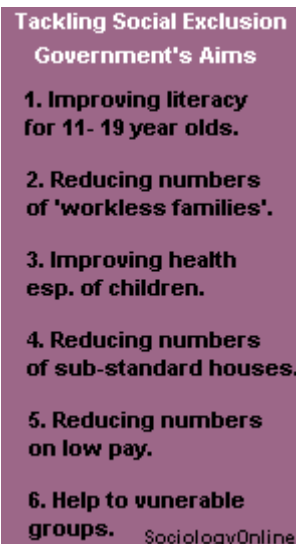 Tackling Social Exclusion
Government's Aims
1. Improving literacy
for 11- 19 year olds.
2. Reducing numbers
of 'workless families'.
3. Improving health
esp. of children.
4. Reducing numbers
of sub-standard houses.
5. Reducing numbers
on low pay.
6. Help to vunerable
groups.
SociologyOnline